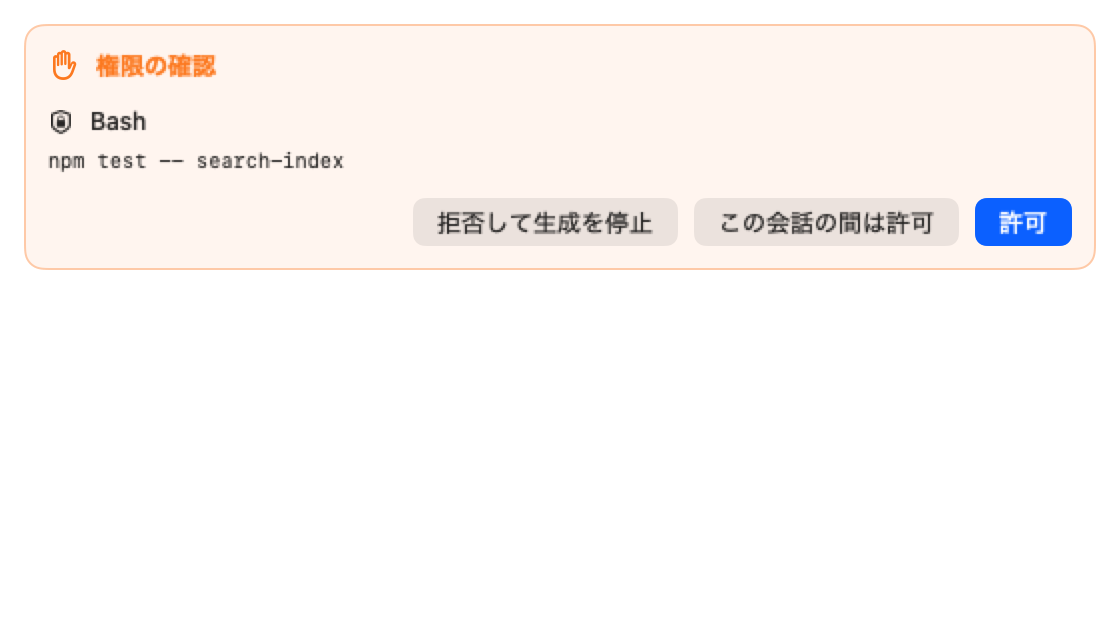 権限の確認
Bash
npm test -- search-index
拒否して生成を停止
この会話の間は許可
許可